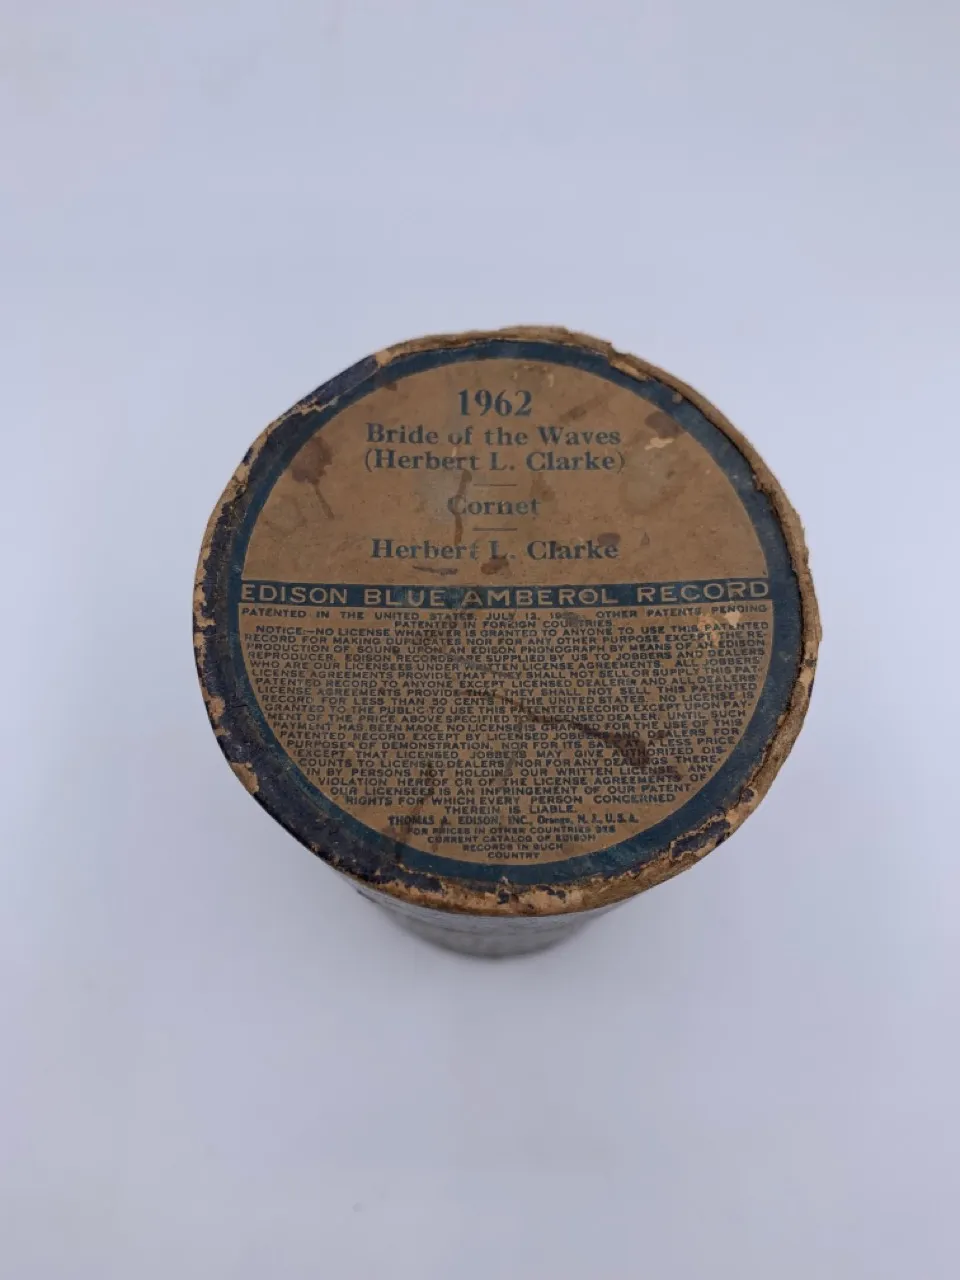 1962
Bride of the Waves
(Herbert L. Clarke)
Cornet
Herbert L. Clarke
EDISON BLUE AMBEROL RECORD
PATENTED IN THE UNITED STATES, JULY 12, OTHER PATENTS PENDING
PATENTED IN FOREIGN COUNTRIES.
NOTICE:—NO LICENSE WHATEVER IS GRANTED TO ANYONE TO USE THIS PATENTED
RECORD FOR MAKING DUPLICATES NOR FOR ANY OTHER PURPOSE EXCEPT THE RE-
PRODUCTION OF SOUND UPON AN EDISON PHONOGRAPH BY MEANS OF AN EDISON
REPRODUCER. EDISON RECORDS ARE SUPPLIED BY US TO JOBBERS AND DEALERS
WHO ARE OUR LICENSEES UNDER WRITTEN LICENSE AGREEMENTS. ALL JOBBERS'
LICENSE AGREEMENTS PROVIDE THAT THEY SHALL NOT SELL OR SUPPLY THIS PAT-
ENTED RECORD TO ANYONE EXCEPT LICENSED DEALERS AND ALL DEALERS'
LICENSE AGREEMENTS PROVIDE THAT THEY SHALL NOT SELL THIS PATENTED
RECORD FOR LESS THAN 50 CENTS IN THE UNITED STATES. NO LICENSE IS
GRANTED TO THE PUBLIC TO USE THIS PATENTED RECORD EXCEPT UPON PAY-
MENT OF THE PRICE ABOVE SPECIFIED TO A LICENSED DEALER. UNTIL SUCH
PAYMENT HAS BEEN MADE, NO LICENSE IS GRANTED FOR THE USE OF THIS
PATENTED RECORD EXCEPT BY LICENSED JOBBERS OR DEALERS FOR
PURPOSES OF DEMONSTRATION, NOR FOR ITS SALE AT A LESS PRICE
(EXCEPT THAT LICENSED JOBBERS MAY GIVE AUTHORIZED DIS-
COUNTS TO LICENSED DEALERS) NOR FOR ANY DEALINGS THERE-
IN BY PERSONS NOT HOLDING OUR WRITTEN LICENSE. ANY
VIOLATION HEREOF OR OF THE LICENSE AGREEMENTS OF
OUR LICENSEES IS AN INFRINGEMENT OF OUR PATENT
RIGHTS FOR WHICH EVERY PERSON CONCERNED
THEREIN IS LIABLE.
THOMAS A. EDISON, INC., Orange, N. J., U. S. A.
FOR PRICES IN OTHER COUNTRIES SEE
CURRENT CATALOG OF EDISON
RECORDS IN SUCH
COUNTRY